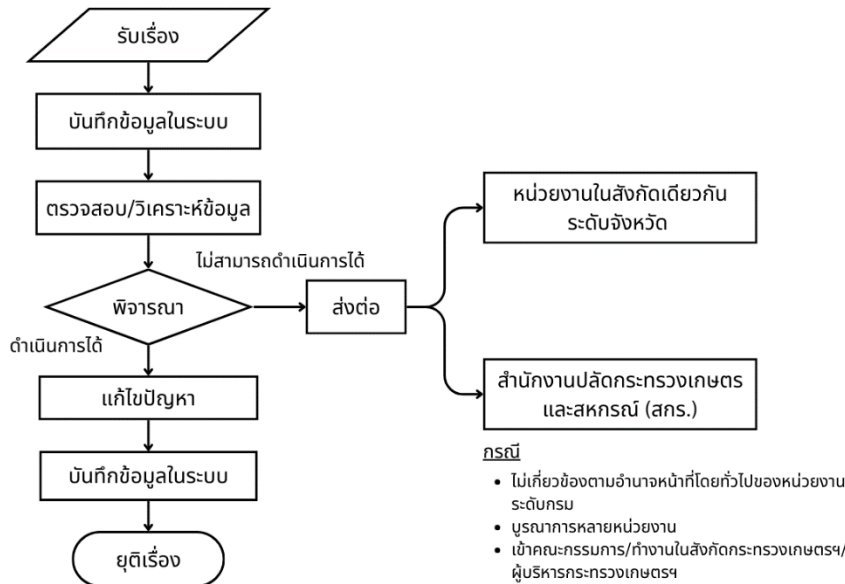 รับเรื่อง
บันทึกข้อมูลในระบบ
ตรวจสอบ/วิเคราะห์ข้อมูล
พิจารณา
ไม่สามารถดำเนินการได้
ส่งต่อ
หน่วยงานในสังกัดเดียวกัน
ระดับจังหวัด
สำนักงานปลัดกระทรวงเกษตร
และสหกรณ์ (สกร.)
กรณี
• ไม่เกี่ยวข้องตามอำนาจหน้าที่โดยทั่วไปของหน่วยงาน
ระดับกรม
• บูรณาการหลายหน่วยงาน
• เข้าคณะกรรมการ/ทำงานในสังกัดกระทรวงเกษตรฯ/
ผู้บริหารกระทรวงเกษตรฯ
ดำเนินการได้
แก้ไขปัญหา
บันทึกข้อมูลในระบบ
ยุติเรื่อง